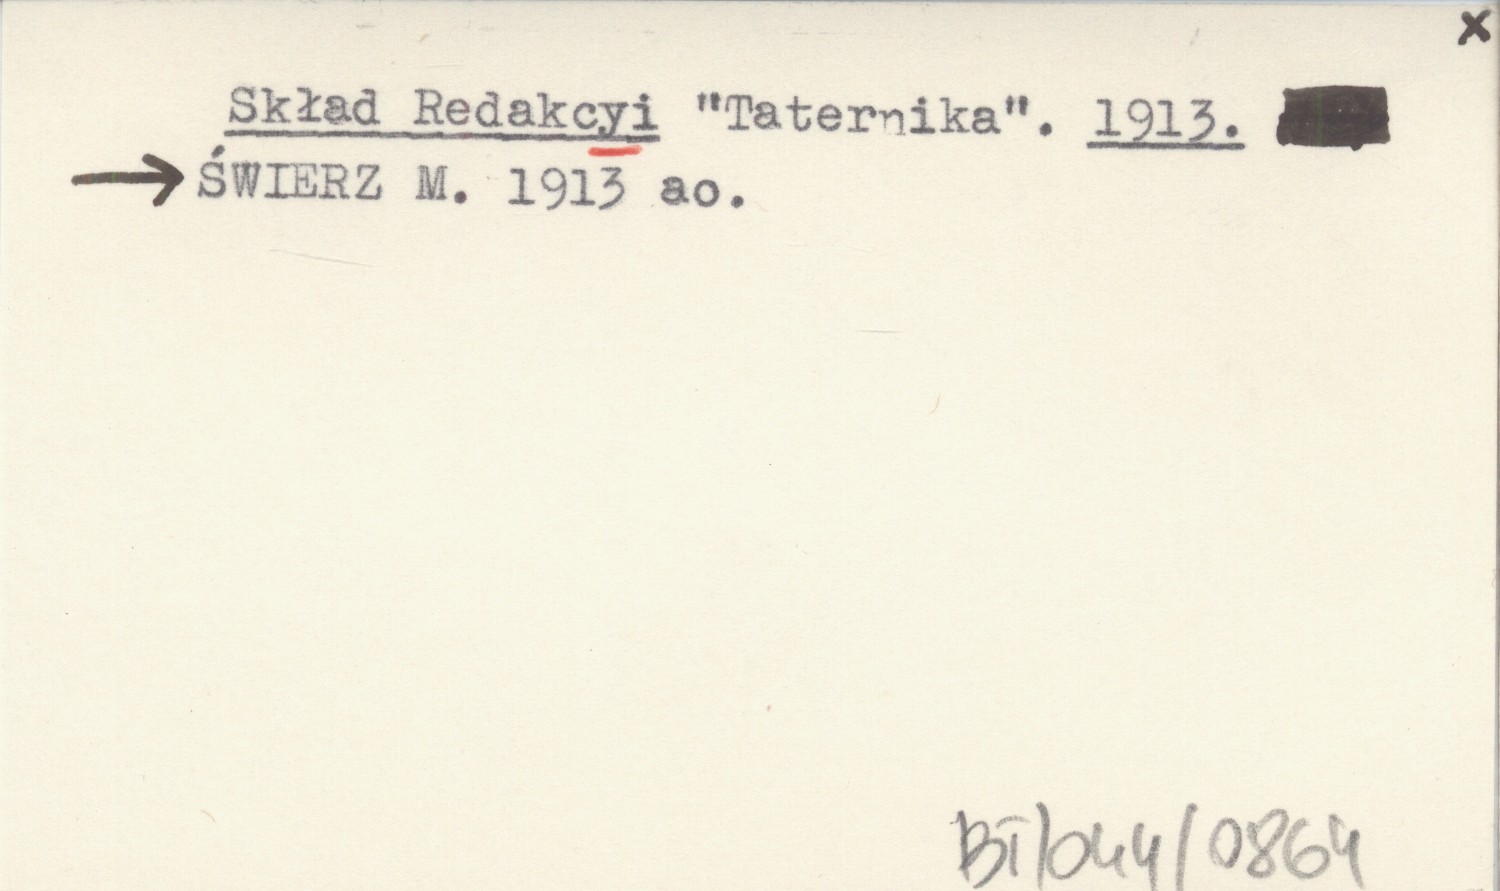 x
Skład Redakcyi "Taternika". 1913.
→ ŚWIERZ M. 1913 ao.
BI/044/0864